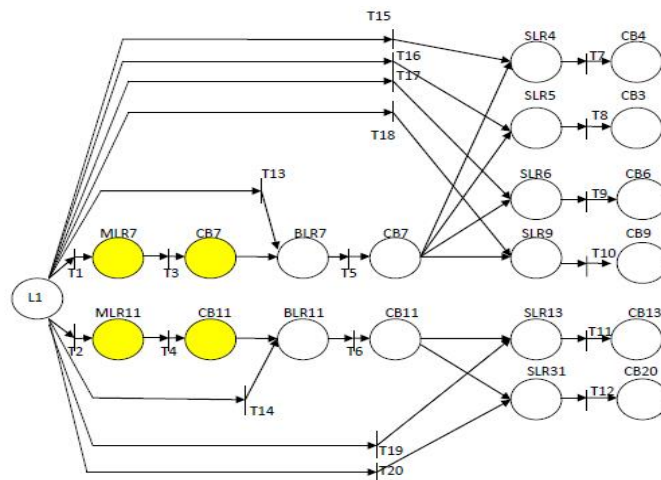 T15
SLR4
CB4
T16
T7
T17
SLR5
CB3
T8
T18
SLR6
CB6
T13
T9
MLR7
CB7
BLR7
CB7
SLR9
CB9
T1
T3
T5
T10
L1
MLR11
CB11
BLR11
CB11
SLR13
CB13
T2
T4
T6
T11
SLR31
CB20
T14
T12
T19
T20